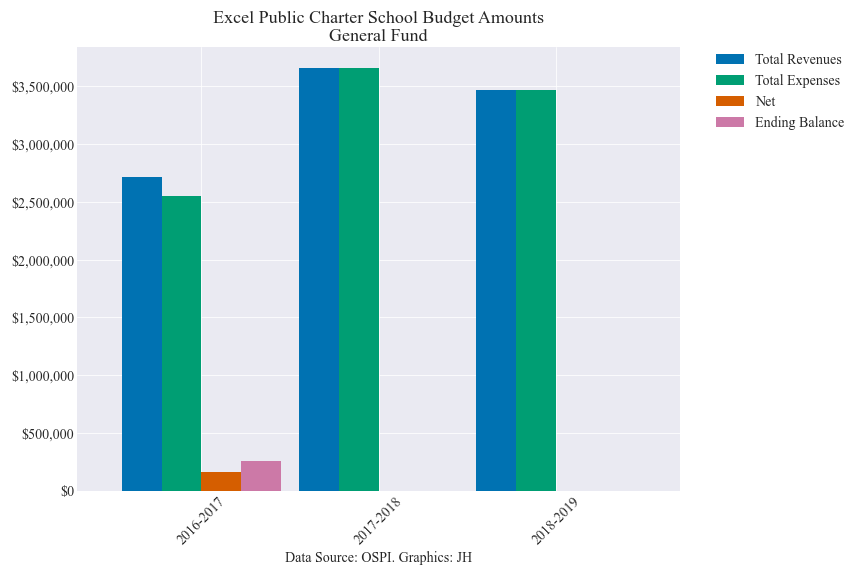 Excel Public Charter School Budget Amounts
General Fund
Total Revenues
Total Expenses
Net
Ending Balance
$3,500,000
$3,000,000
$2,500,000
$2,000,000
$1,500,000
$1,000,000
$500,000
$0
2016-2017
2017-2018
2018-2019
Data Source: OSPI. Graphics: JH